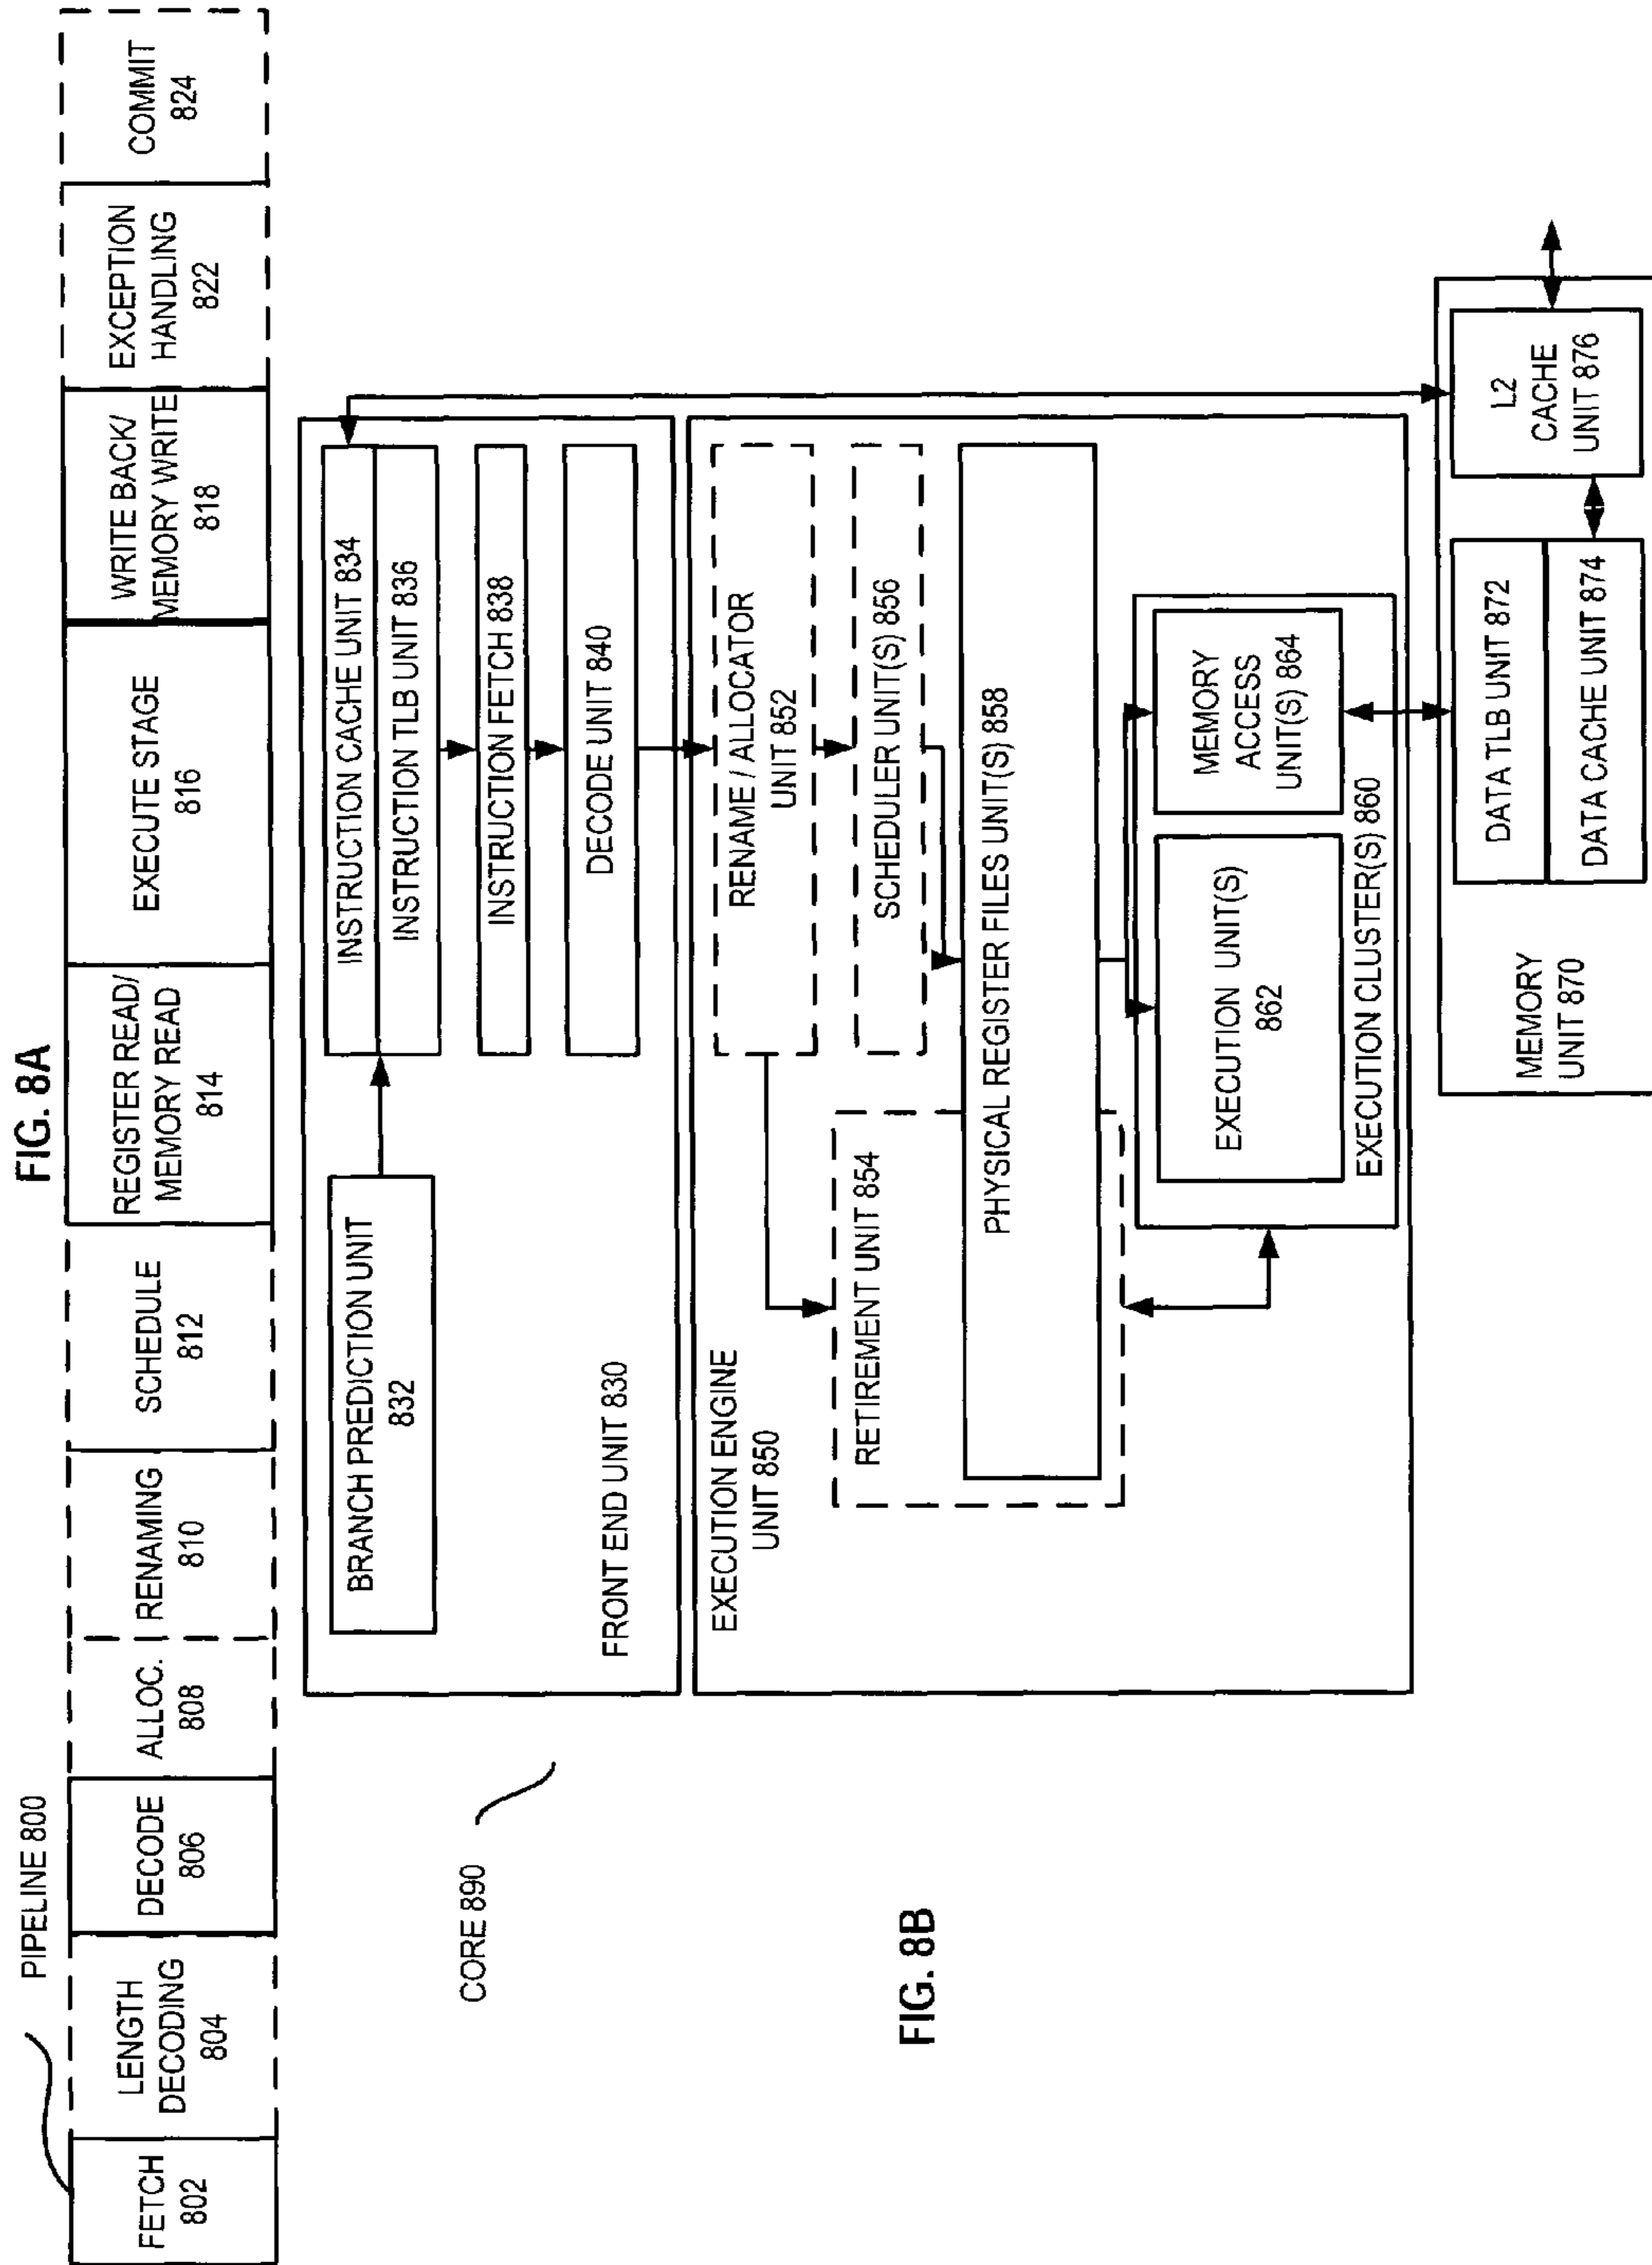 FIG. 8A
PIPELINE 800
FETCH
802
LENGTH
DECODING
804
DECODE
806
ALLOC.
808
RENAMING
810
SCHEDULE
812
REGISTER READ/
MEMORY READ
814
EXECUTE STAGE
816
WRITE BACK/
MEMORY WRITE
818
EXCEPTION
HANDLING
822
COMMIT
824
CORE 890
FIG. 8B
BRANCH PREDICTION UNIT
832
INSTRUCTION CACHE UNIT 834
INSTRUCTION TLB UNIT 836
INSTRUCTION FETCH 838
DECODE UNIT 840
FRONT END UNIT 830
EXECUTION ENGINE
UNIT 850
RENAME / ALLOCATOR
UNIT 852
RETIREMENT UNIT 854
SCHEDULER UNIT(S) 856
PHYSICAL REGISTER FILES UNIT(S) 858
EXECUTION UNIT(S)
862
MEMORY
ACCESS
UNIT(S) 864
EXECUTION CLUSTER(S) 860
MEMORY
UNIT 870
DATA TLB UNIT 872
DATA CACHE UNIT 874
L2
CACHE
UNIT 876